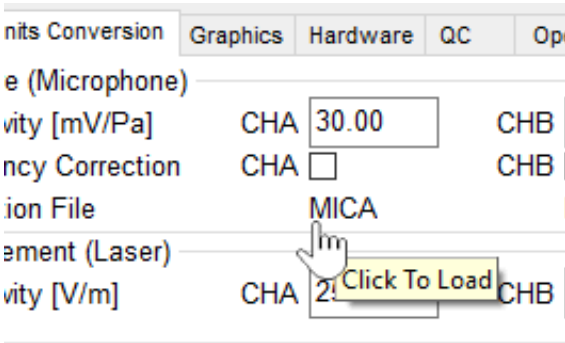 nits Conversion Graphics Hardware QC Op
e (Microphone)
vity [mV/Pa] CHA 30.00 CHB
ncy Correction CHA CHB
tion File MICA
ement (Laser)
vity [V/m] CHA 2 Click To Load CHB